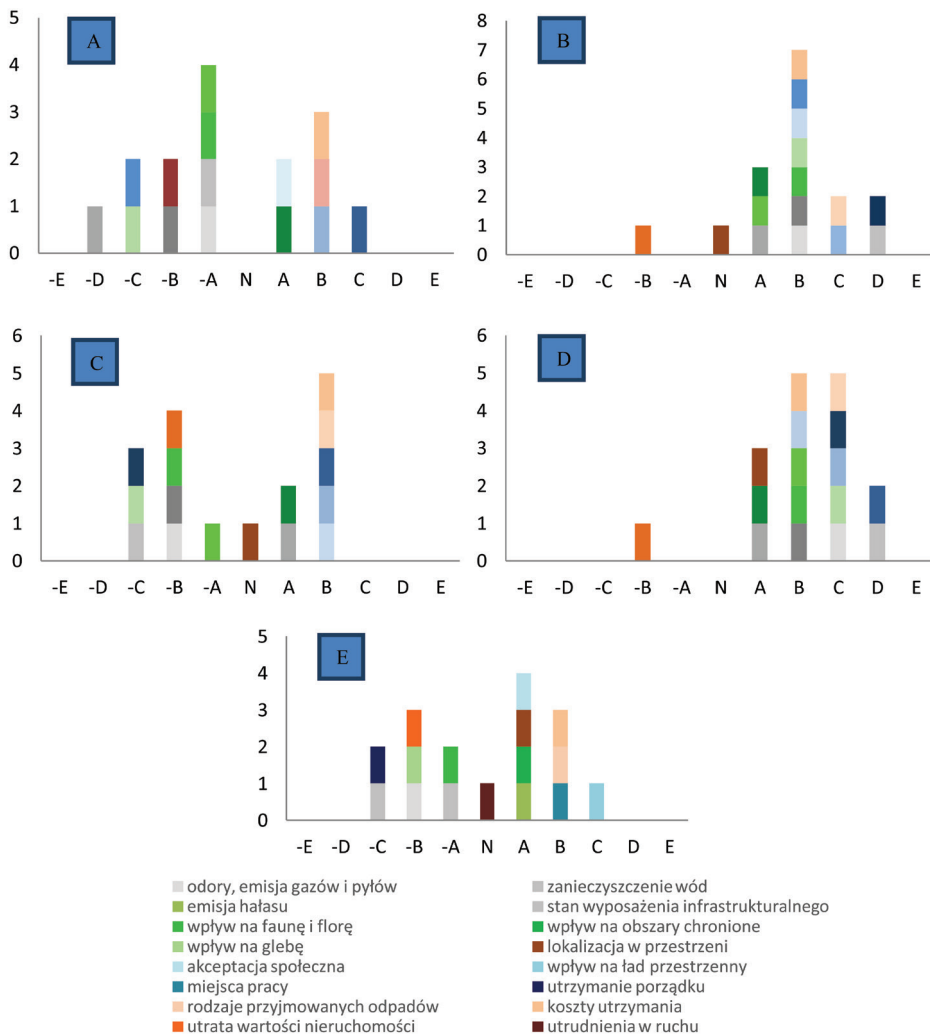 A
5
4
3
2
1
0
-E -D -C -B -A N A B C D E
B
8
7
6
5
4
3
2
1
0
-E -D -C -B -A N A B C D E
C
6
5
4
3
2
1
0
-E -D -C -B -A N A B C D E
D
6
5
4
3
2
1
0
-E -D -C -B -A N A B C D E
E
5
4
3
2
1
0
-E -D -C -B -A N A B C D E
odory, emisja gazów i pyłów
zanieczyszczenie wód
emisja hałasu
stan wyposażenia infrastrukturalnego
wpływ na faunę i florę
wpływ na obszary chronione
wpływ na glebę
lokalizacja w przestrzeni
akceptacja społeczna
wpływ na ład przestrzenny
miejsca pracy
utrzymanie porządku
rodzaje przyjmowanych odpadów
koszty utrzymania
utrata wartości nieruchomości
utrudnienia w ruchu